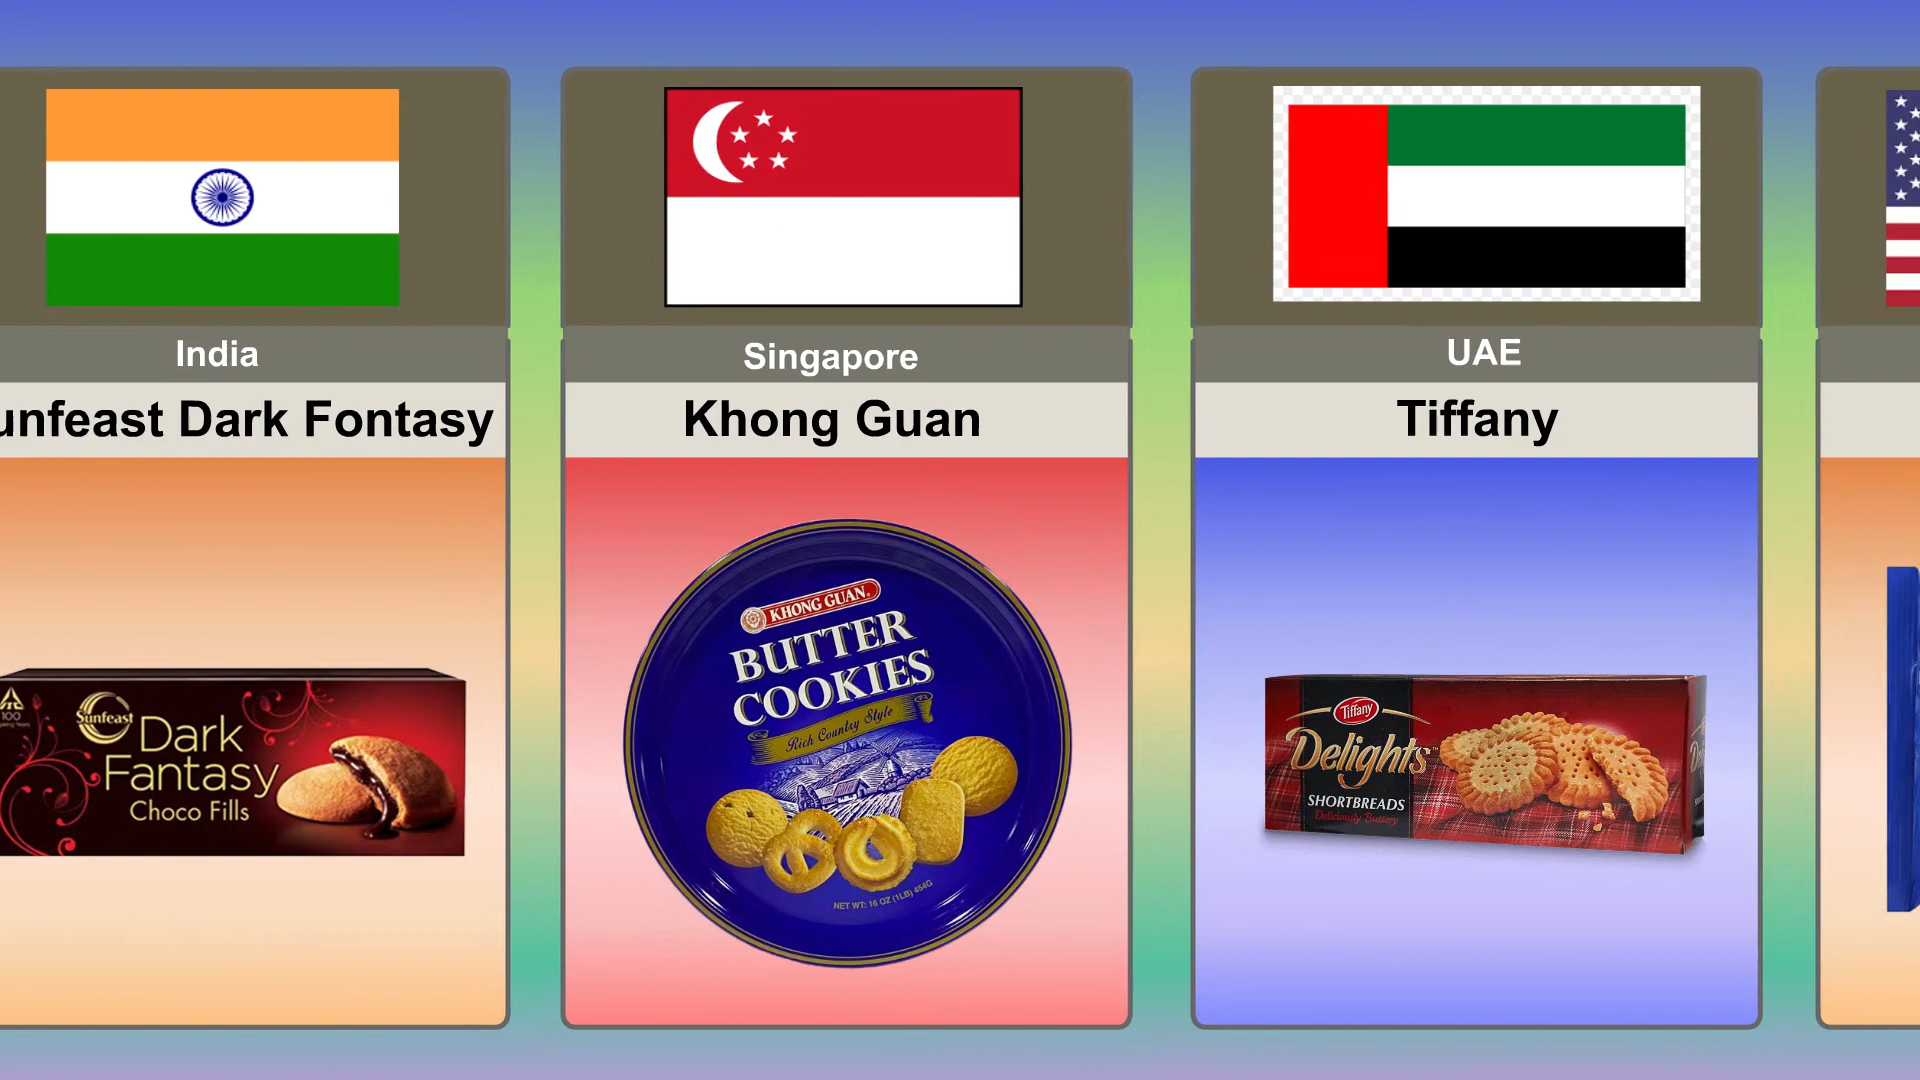 India
unfeast Dark Fontasy
100
Sunfeast
Dark
Fantasy
Choco Fills
Singapore
Khong Guan
KHONG GUAN
BUTTER
COOKIES
Rich Country Style
NET WT: 16 OZ (1LB) 454G
UAE
Tiffany
Tiffany
Delights
SHORTBREADS
Deliciously Buttery